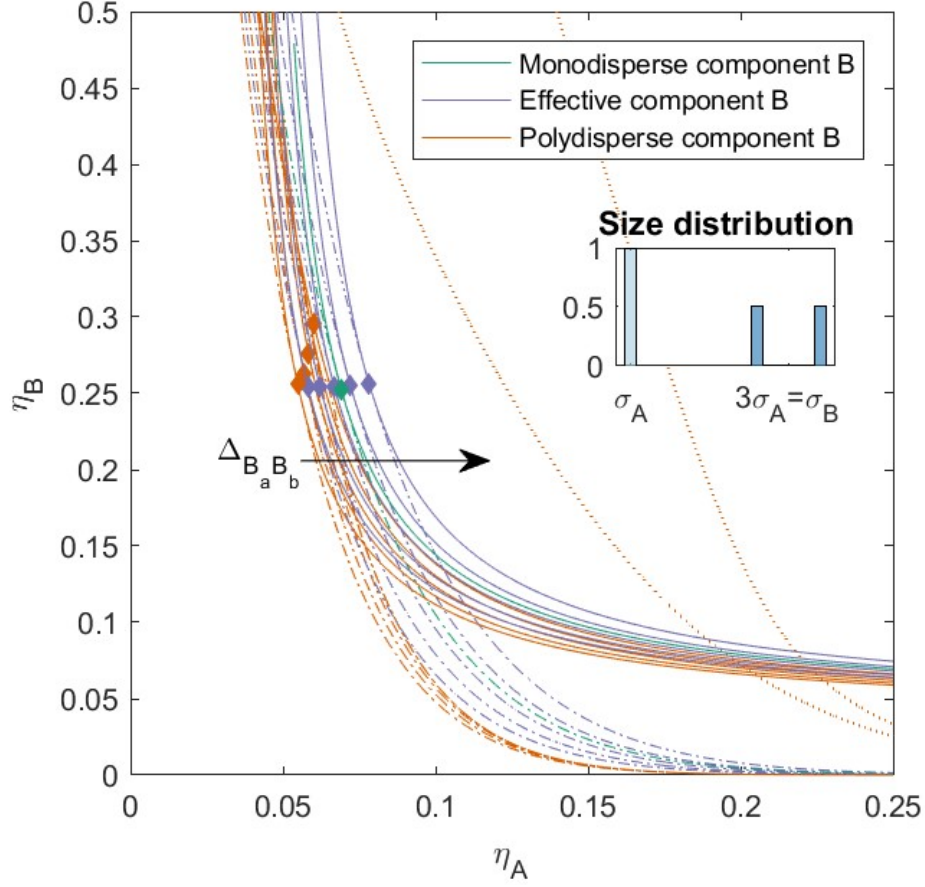 0.5
0.45
0.4
0.35
0.3
0.25
0.2
0.15
0.1
0.05
0
η_B
Monodisperse component B
Effective component B
Polydisperse component B
Size distribution
1
0.5
0
σ_A
3σ_A=σ_B
Δ_{B_a B_b}
0
0.05
0.1
0.15
0.2
0.25
η_A